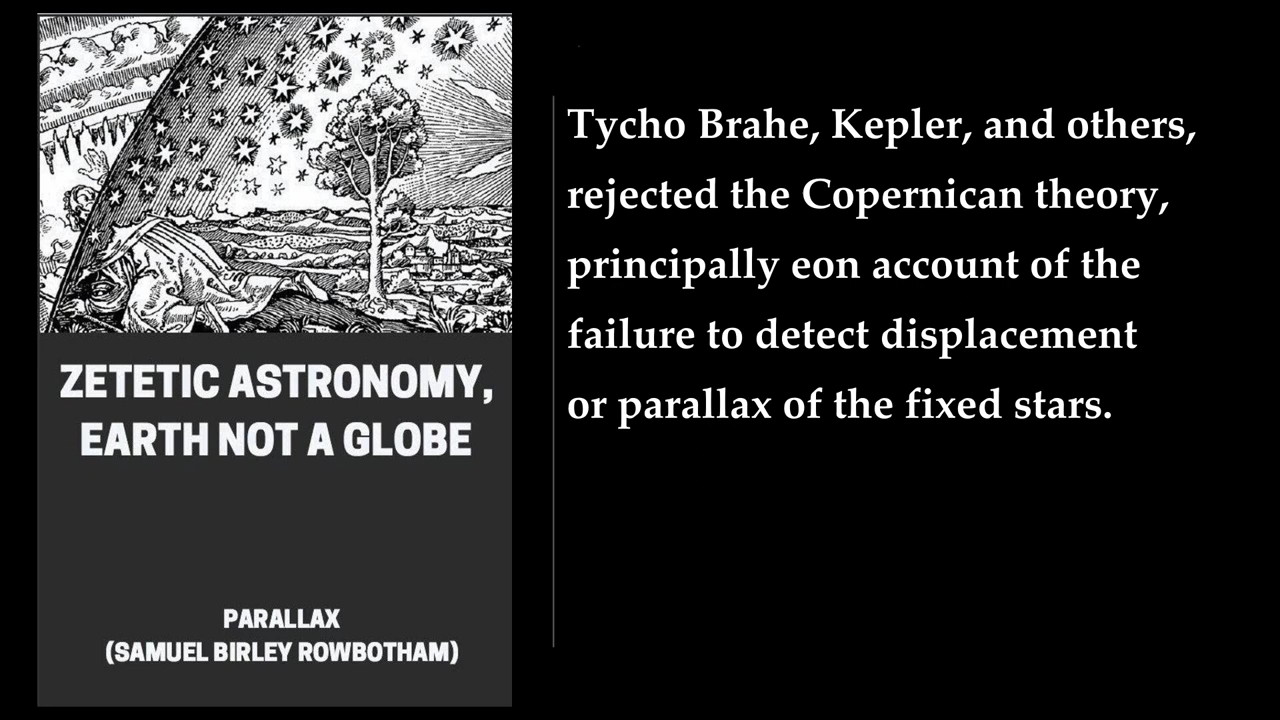 ZETETIC ASTRONOMY,
EARTH NOT A GLOBE
PARALLAX
(SAMUEL BIRLEY ROWBOTHAM)
Tycho Brahe, Kepler, and others,
rejected the Copernican theory,
principally eon account of the
failure to detect displacement
or parallax of the fixed stars.